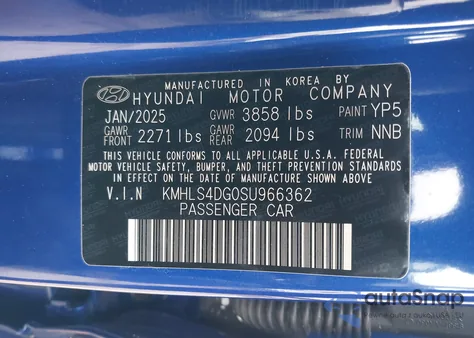 MANUFACTURED IN KOREA BY
HYUNDAI MOTOR COMPANY
JAN/2025 GVWR 3858 lbs PAINT YP5
GAWR FRONT 2271 lbs GAWR REAR 2094 lbs TRIM NNB
THIS VEHICLE CONFORMS TO ALL APPLICABLE U.S.A. FEDERAL
MOTOR VEHICLE SAFETY, BUMPER, AND THEFT PREVENTION STANDARDS
IN EFFECT ON THE DATE OF MANUFACTURE SHOWN ABOVE.
V.I.N KMHLS4DG0SU966362
PASSENGER CAR
autoSnap